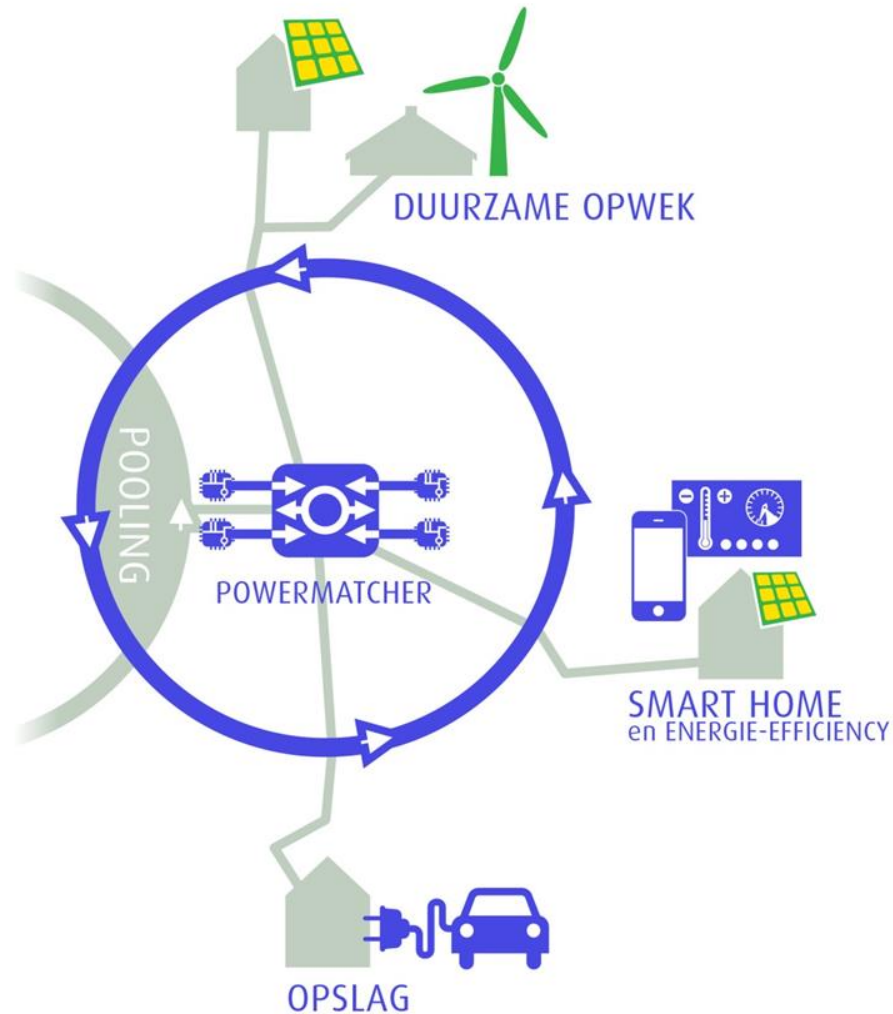 DUURZAME OPWEK
POOLING
POWERMATCHER
SMART HOME
en ENERGIE-EFFICIENCY
OPSLAG